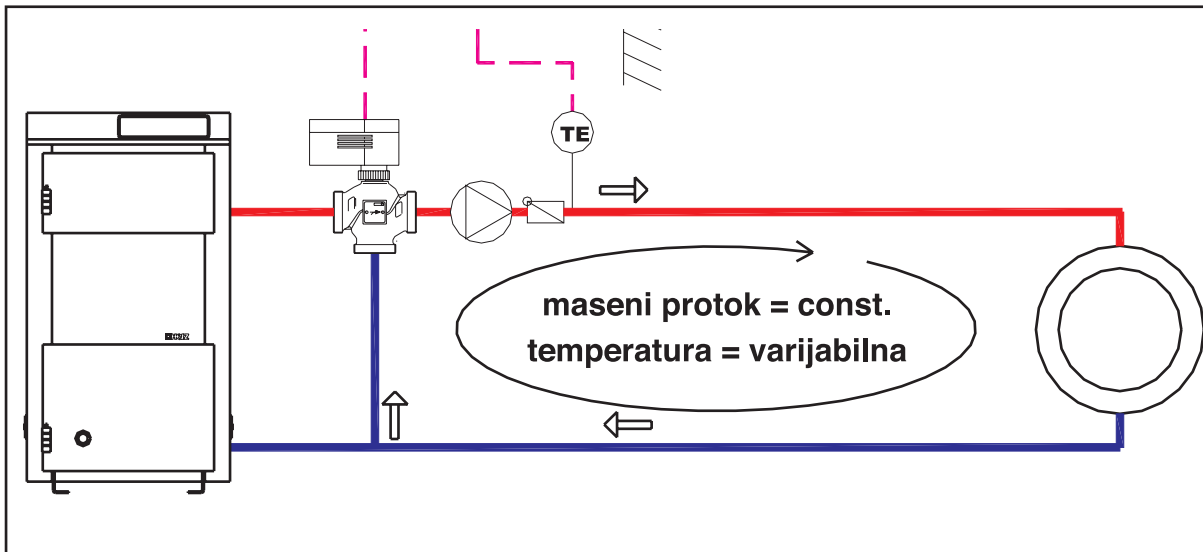 TE
maseni protok = const.
temperatura = varijabilna